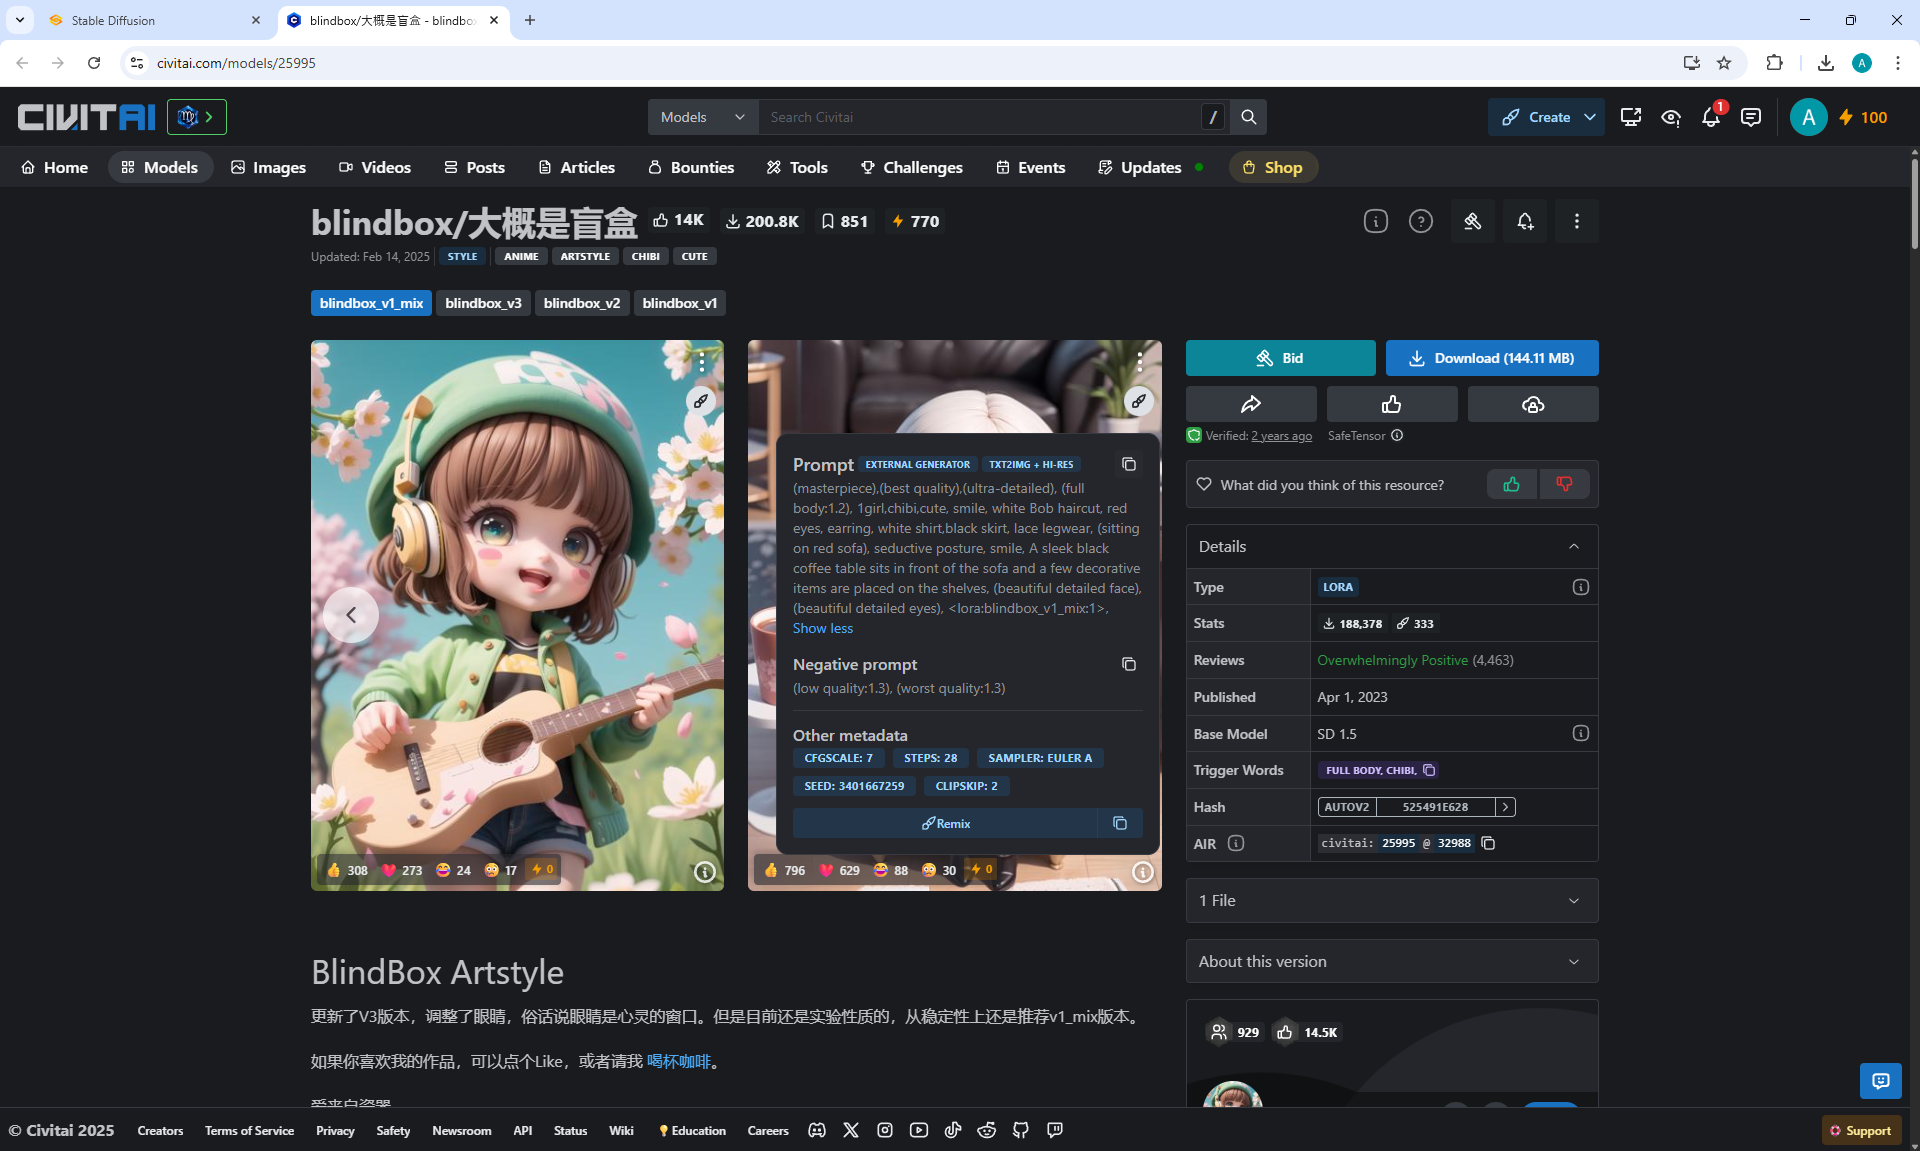 Stable Diffusion
blindbox/大概是盲盒 - blindbo
civitai.com/models/25995
A
CIVITAI
Models
Search Civitai
/
Create
1
A
100
Home
Models
Images
Videos
Posts
Articles
Bounties
Tools
Challenges
Events
Updates
Shop
blindbox/大概是盲盒
14K
200.8K
851
770
Updated: Feb 14, 2025
STYLE
ANIME
ARTSTYLE
CHIBI
CUTE
blindbox_v1_mix
blindbox_v3
blindbox_v2
blindbox_v1
308
273
24
17
0
Prompt
EXTERNAL GENERATOR
TXT2IMG + HI-RES
(masterpiece),(best quality),(ultra-detailed), (full
body:1.2), 1girl,chibi,cute, smile, white Bob haircut, red
eyes, earring, white shirt,black skirt, lace legwear, (sitting
on red sofa), seductive posture, smile, A sleek black
coffee table sits in front of the sofa and a few decorative
items are placed on the shelves, (beautiful detailed face),
(beautiful detailed eyes), <lora:blindbox_v1_mix:1>,
Show less
Negative prompt
(low quality:1.3), (worst quality:1.3)
Other metadata
CFGSCALE: 7
STEPS: 28
SAMPLER: EULER A
SEED: 3401667259
CLIPSKIP: 2
Remix
796
629
88
30
0
Bid
Download (144.11 MB)
Verified: 2 years ago
SafeTensor
What did you think of this resource?
Details
Type
LORA
Stats
188,378
333
Reviews
Overwhelmingly Positive (4,463)
Published
Apr 1, 2023
Base Model
SD 1.5
Trigger Words
FULL BODY, CHIBI,
Hash
AUTOV2
525491E628
AIR
civitai: 25995 @ 32988
1 File
About this version
929
14.5K
BlindBox Artstyle
更新了V3版本，调整了眼睛，俗话说眼睛是心灵的窗口。但是目前还是实验性质的，从稳定性上还是推荐v1_mix版本。
如果你喜欢我的作品，可以点个Like，或者请我 喝杯咖啡。
© Civitai 2025
Creators
Terms of Service
Privacy
Safety
Newsroom
API
Status
Wiki
Education
Careers
Support